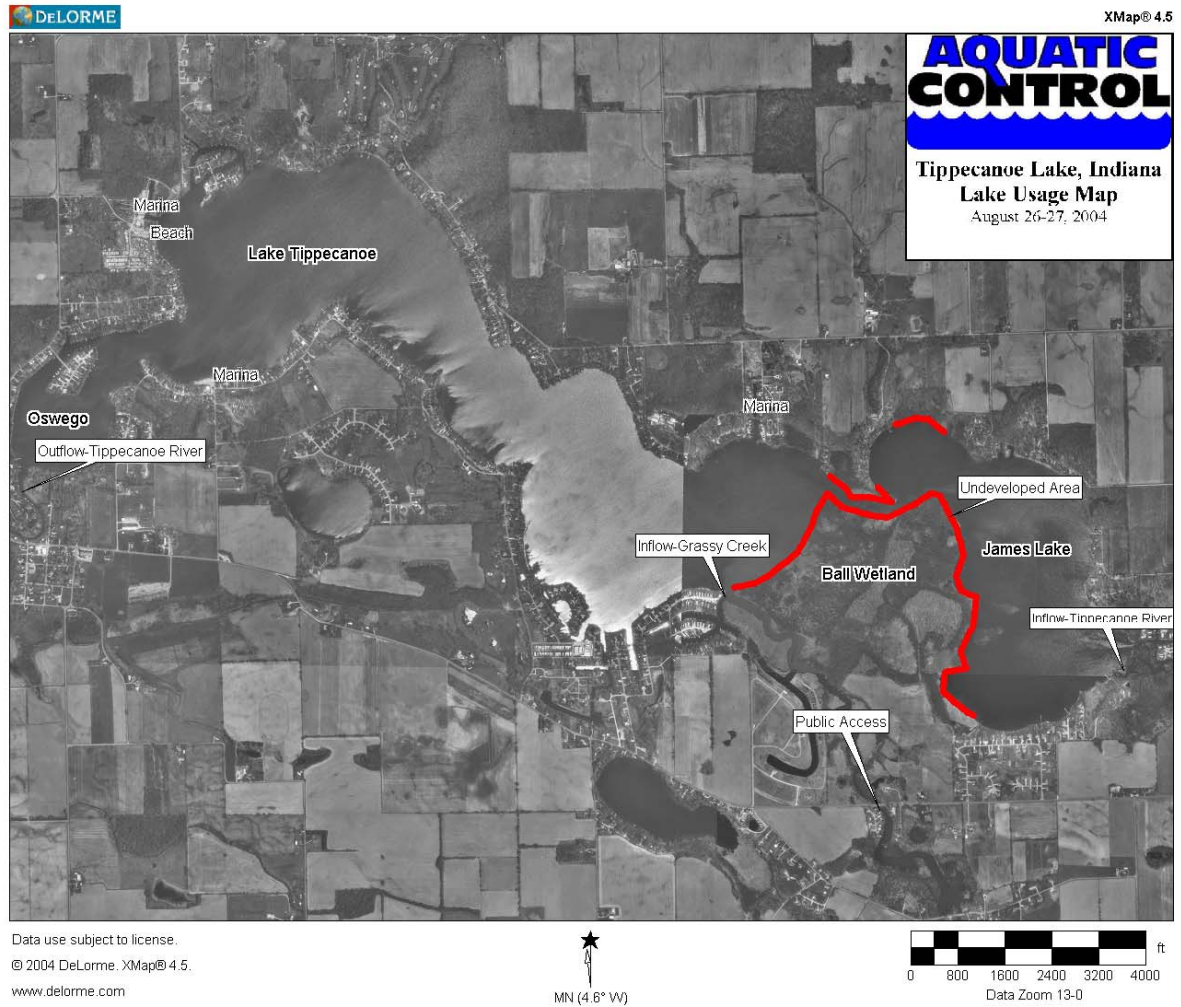 DELORME
XMap® 4.5
AQUATIC
CONTROL
Tippecanoe Lake, Indiana
Lake Usage Map
August 26-27, 2004
Marina
Beach
Lake Tippecanoe
Marina
Marina
Oswego
Outflow-Tippecanoe River
Undeveloped Area
Inflow-Grassy Creek
James Lake
Ball Wetland
Inflow-Tippecanoe River
Public Access
Data use subject to license.
© 2004 DeLorme. XMap® 4.5.
www.delorme.com
MN (4.6° W)
ft
0 800 1600 2400 3200 4000
Data Zoom 13-0